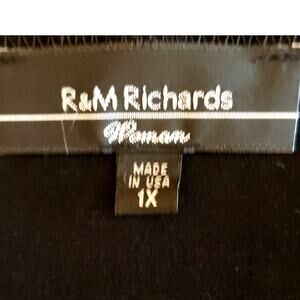 R&M Richards
Woman
MADE
IN USA
1X